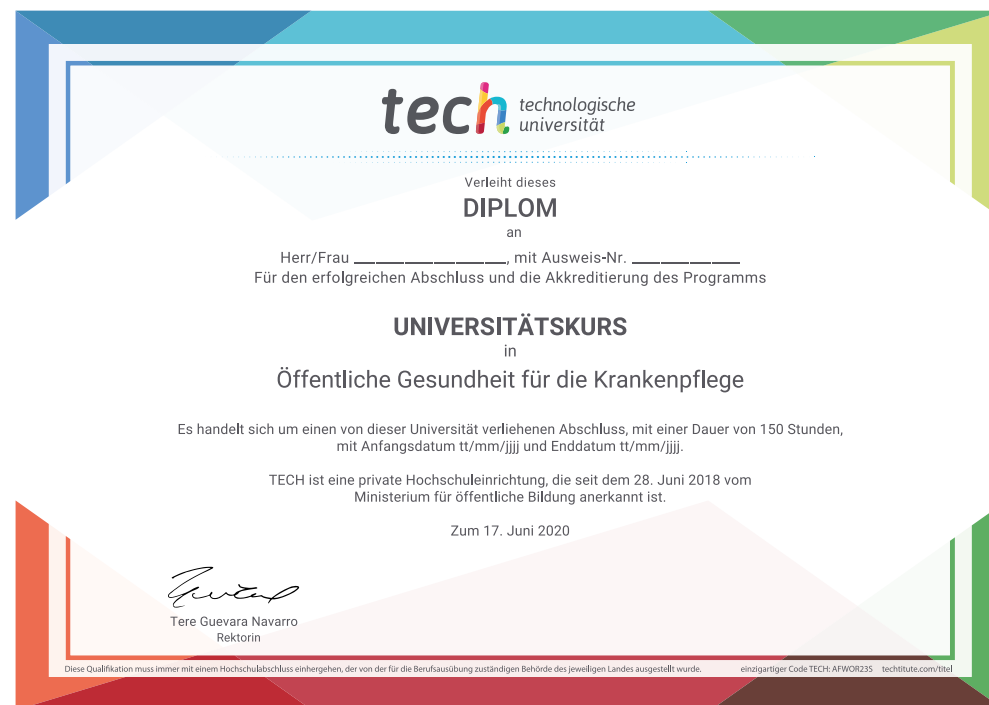 tech technologische
universität
Verleiht dieses
DIPLOM
an
Herr/Frau _______________, mit Ausweis-Nr. ___________
Für den erfolgreichen Abschluss und die Akkreditierung des Programms
UNIVERSITÄTSKURS
in
Öffentliche Gesundheit für die Krankenpflege
Es handelt sich um einen von dieser Universität verliehenen Abschluss, mit einer Dauer von 150 Stunden,
mit Anfangsdatum tt/mm/jjjj und Enddatum tt/mm/jjjj.
TECH ist eine private Hochschuleinrichtung, die seit dem 28. Juni 2018 vom
Ministerium für öffentliche Bildung anerkannt ist.
Zum 17. Juni 2020
Tere Guevara Navarro
Rektorin
Diese Qualifikation muss immer mit einem Hochschulabschluss einhergehen, der von der für die Berufsausübung zuständigen Behörde des jeweiligen Landes ausgestellt wurde. einzigartiger Code TECH: AFWOR23S techtitute.com/titel